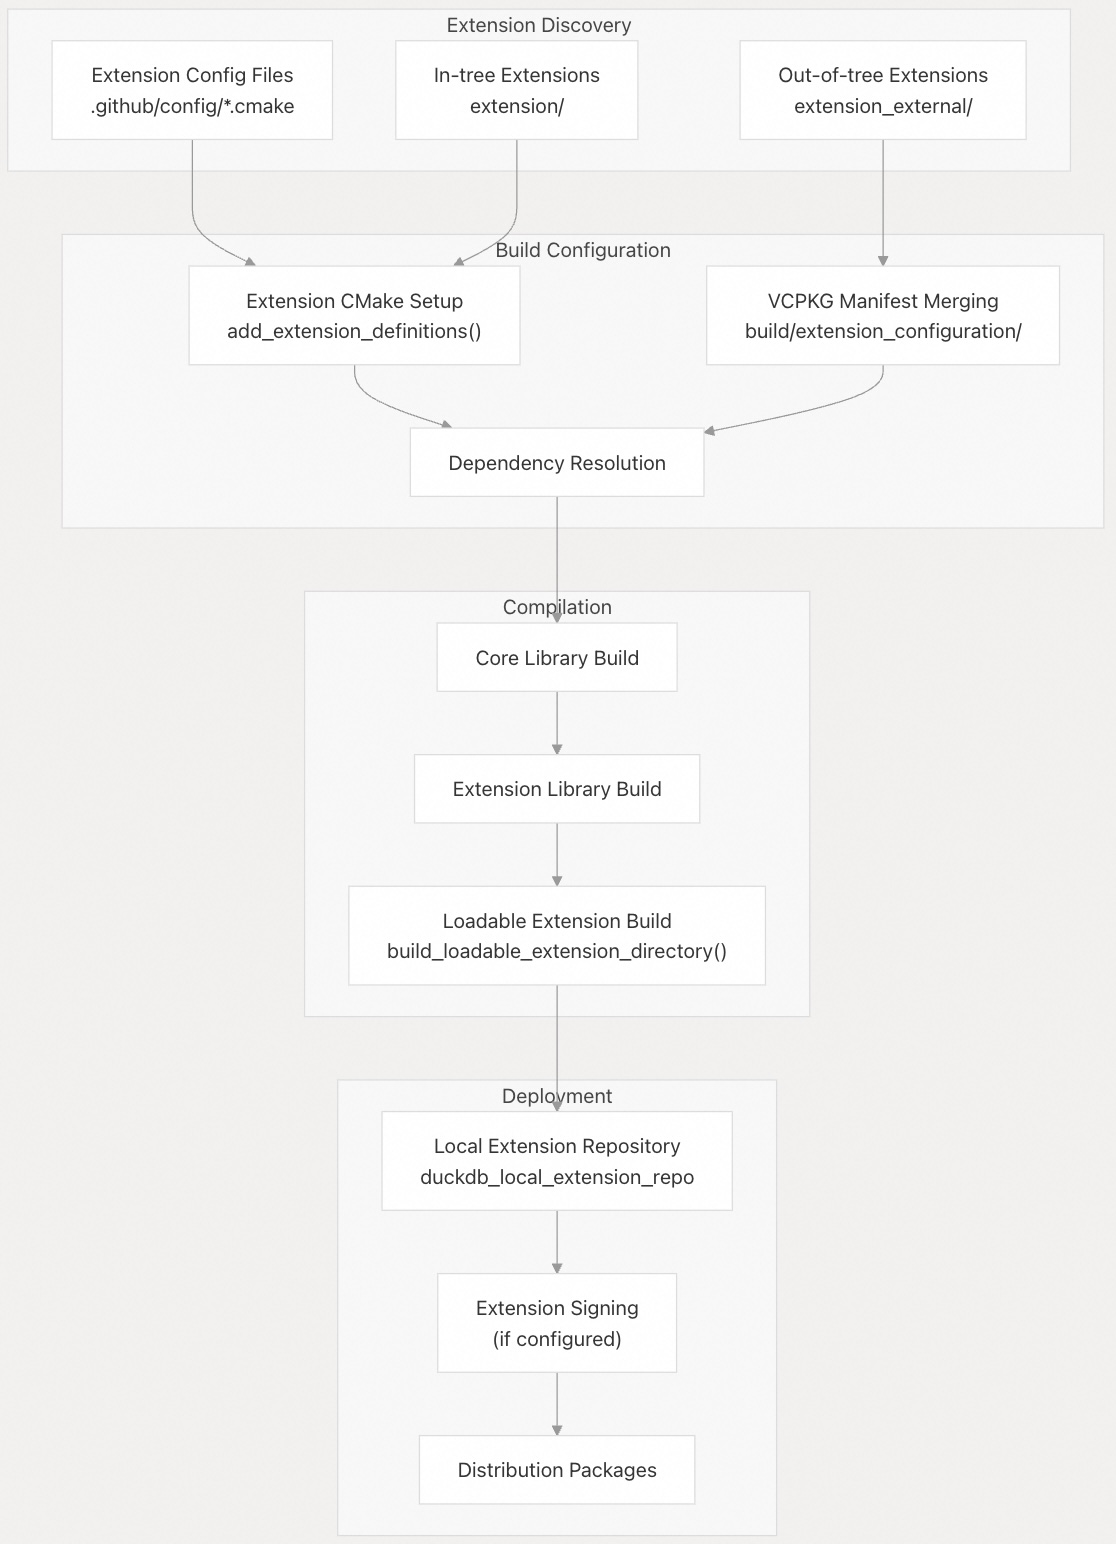 Extension Discovery
Extension Config Files
.github/config/*.cmake
In-tree Extensions
extension/
Out-of-tree Extensions
extension_external/
Build Configuration
Extension CMake Setup
add_extension_definitions()
VCPKG Manifest Merging
build/extension_configuration/
Dependency Resolution
Compilation
Core Library Build
Extension Library Build
Loadable Extension Build
build_loadable_extension_directory()
Deployment
Local Extension Repository
duckdb_local_extension_repo
Extension Signing
(if configured)
Distribution Packages